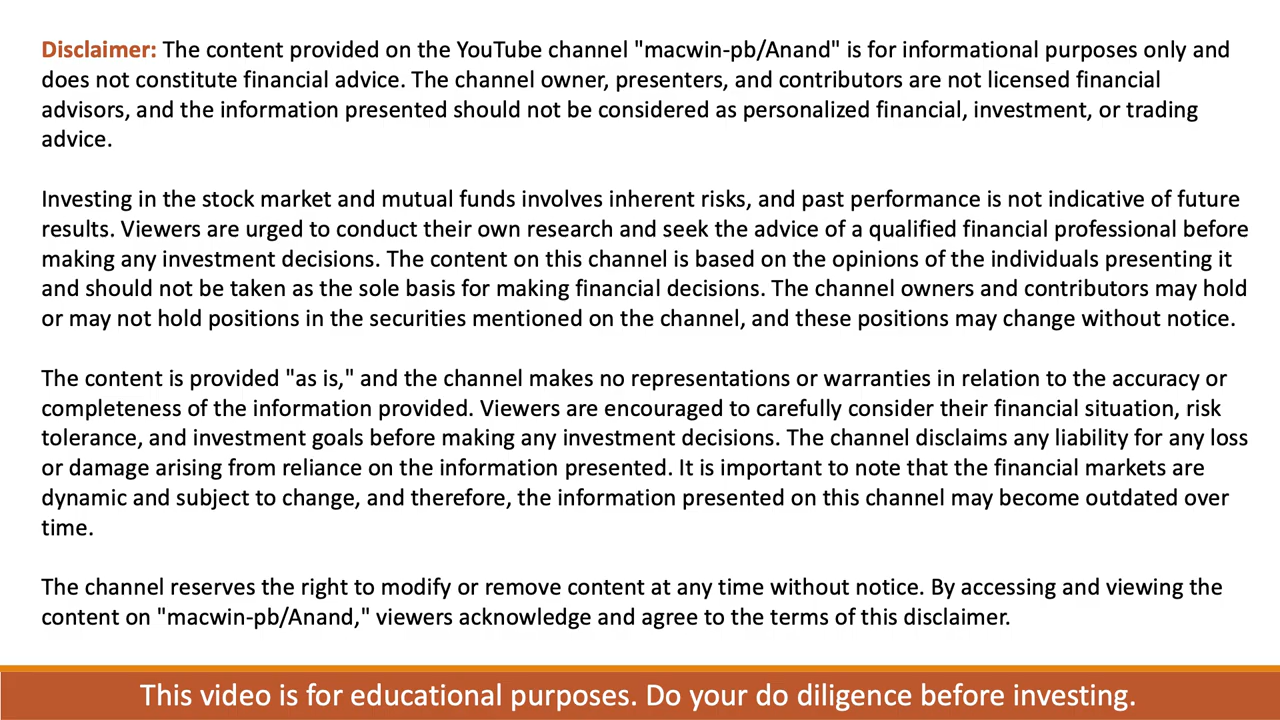 Disclaimer: The content provided on the YouTube channel "macwin-pb/Anand" is for informational purposes only and
does not constitute financial advice. The channel owner, presenters, and contributors are not licensed financial
advisors, and the information presented should not be considered as personalized financial, investment, or trading
advice.
Investing in the stock market and mutual funds involves inherent risks, and past performance is not indicative of future
results. Viewers are urged to conduct their own research and seek the advice of a qualified financial professional before
making any investment decisions. The content on this channel is based on the opinions of the individuals presenting it
and should not be taken as the sole basis for making financial decisions. The channel owners and contributors may hold
or may not hold positions in the securities mentioned on the channel, and these positions may change without notice.
The content is provided "as is," and the channel makes no representations or warranties in relation to the accuracy or
completeness of the information provided. Viewers are encouraged to carefully consider their financial situation, risk
tolerance, and investment goals before making any investment decisions. The channel disclaims any liability for any loss
or damage arising from reliance on the information presented. It is important to note that the financial markets are
dynamic and subject to change, and therefore, the information presented on this channel may become outdated over
time.
The channel reserves the right to modify or remove content at any time without notice. By accessing and viewing the
content on "macwin-pb/Anand," viewers acknowledge and agree to the terms of this disclaimer.
This video is for educational purposes. Do your do diligence before investing.